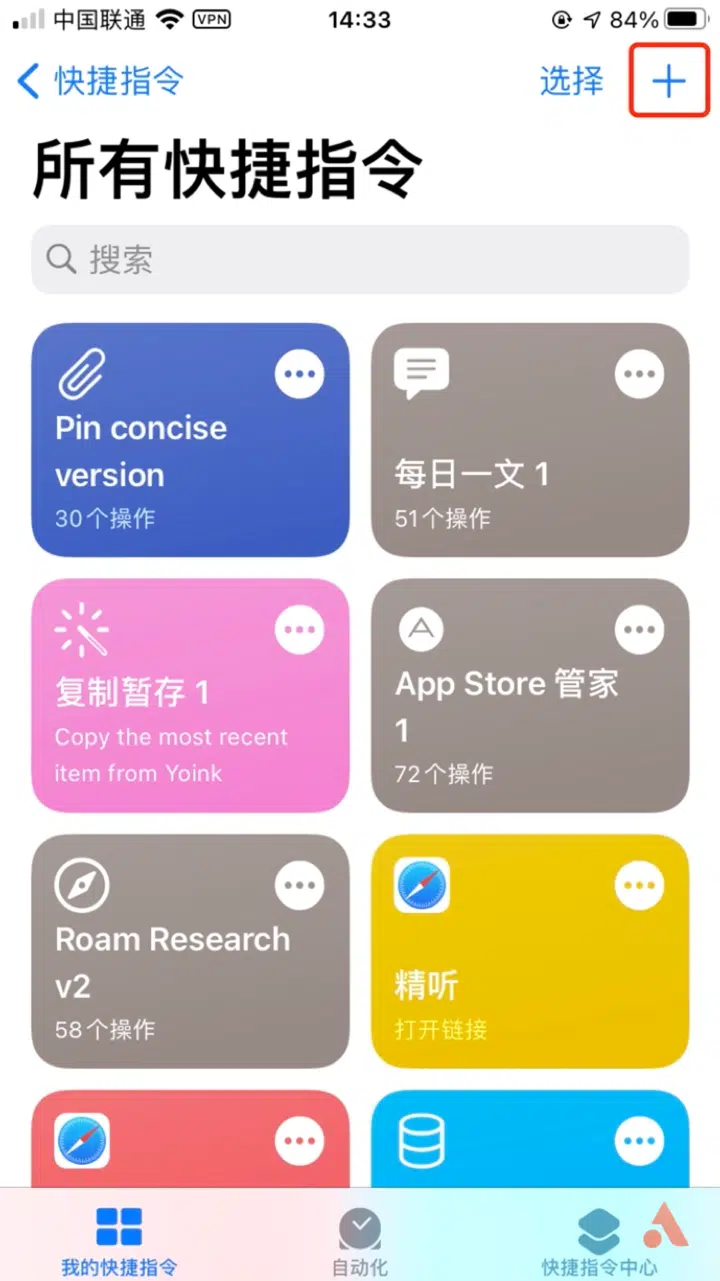 中国联通 VPN 14:33 84%
快捷指令 选择
所有快捷指令
搜索
Pin concise
version
30个操作
每日一文 1
51个操作
复制暂存 1
Copy the most recent
item from Yoink
App Store 管家
1
72个操作
Roam Research
v2
58个操作
精听
打开链接
我的快捷指令 自动化 快捷指令中心